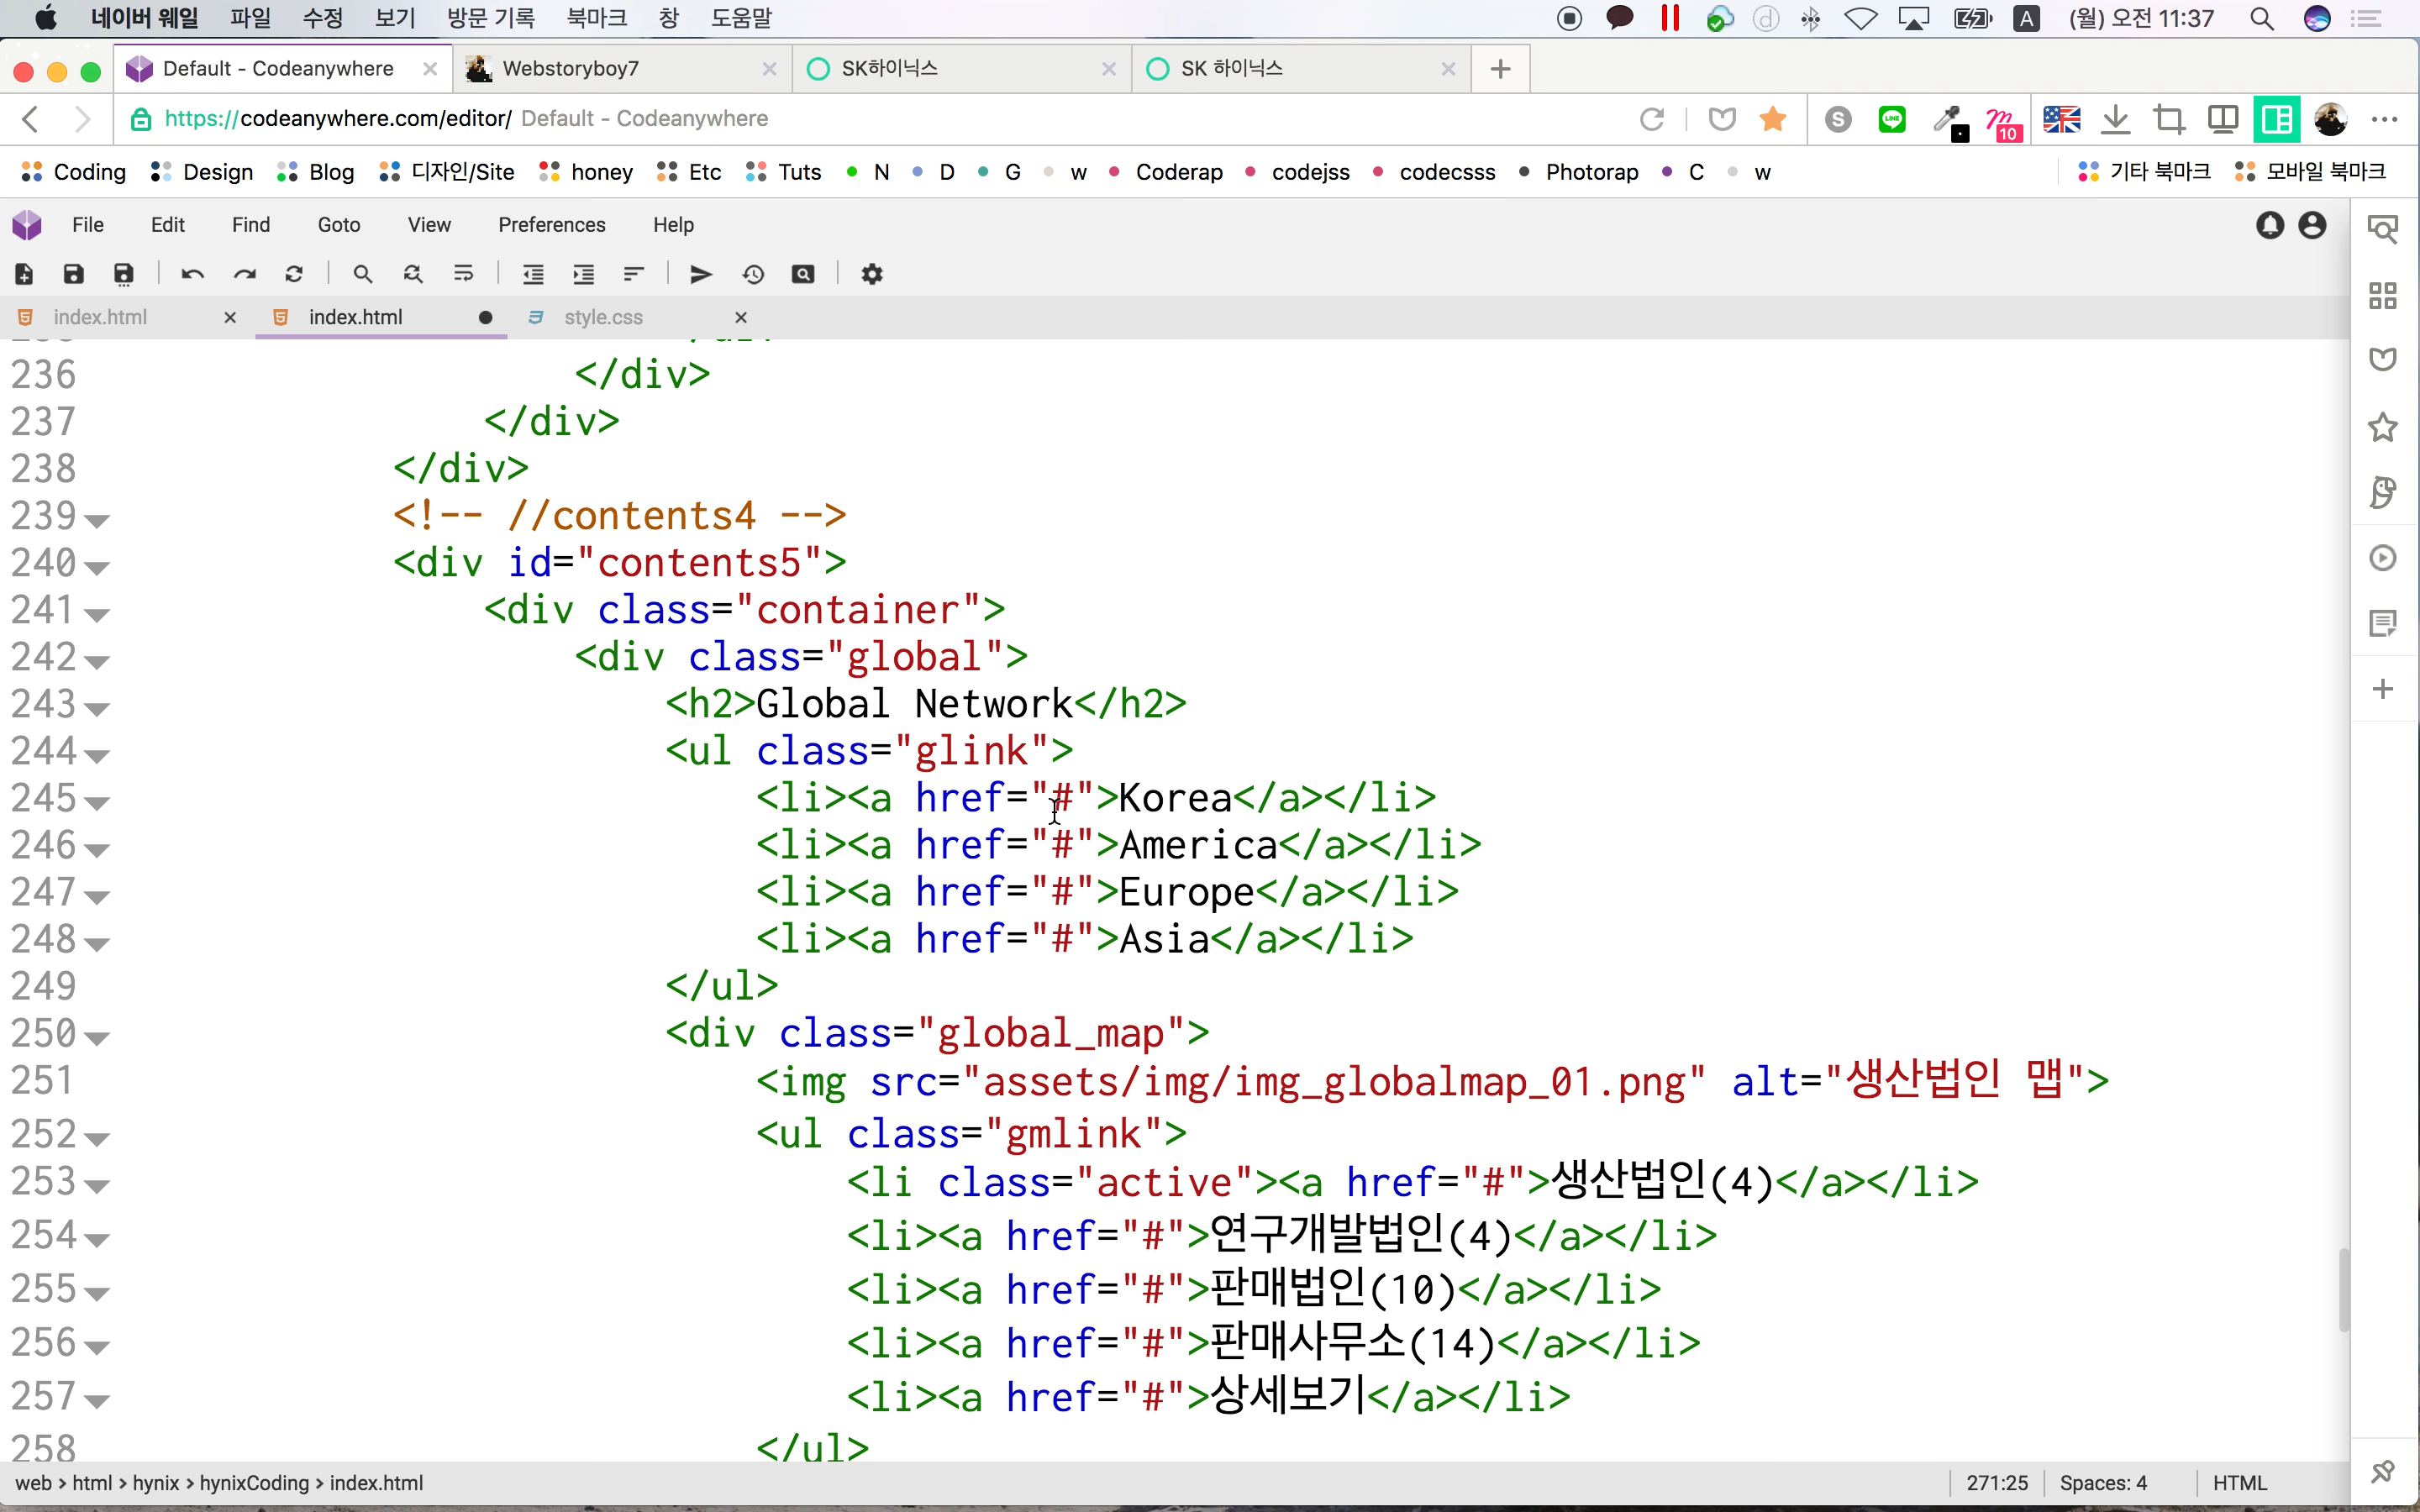 네이버 웨일 파일 수정 보기 방문 기록 북마크 창 도움말 A (월) 오전 11:37
Default - Codeanywhere Webstoryboy7 SK하이닉스 SK 하이닉스
https://codeanywhere.com/editor/ Default - Codeanywhere S LINE 10
Coding Design Blog 디자인/Site honey Etc Tuts N D G w Coderap codejss codecsss Photorap C w 기타 북마크 모바일 북마크
File Edit Find Goto View Preferences Help
index.html index.html style.css
236 </div>
237 </div>
238 </div>
239 <!-- //contents4 -->
240 <div id="contents5">
241 <div class="container">
242 <div class="global">
243 <h2>Global Network</h2>
244 <ul class="glink">
245 <li><a href="#">Korea</a></li>
246 <li><a href="#">America</a></li>
247 <li><a href="#">Europe</a></li>
248 <li><a href="#">Asia</a></li>
249 </ul>
250 <div class="global_map">
251 <img src="assets/img/img_globalmap_01.png" alt="생산법인 맵">
252 <ul class="gmlink">
253 <li class="active"><a href="#">생산법인(4)</a></li>
254 <li><a href="#">연구개발법인(4)</a></li>
255 <li><a href="#">판매법인(10)</a></li>
256 <li><a href="#">판매사무소(14)</a></li>
257 <li><a href="#">상세보기</a></li>
258 </ul>
web > html > hynix > hynixCoding > index.html 271:25 Spaces: 4 HTML